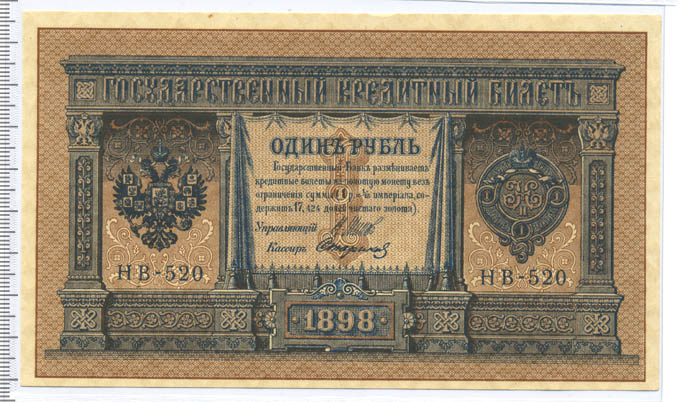 ГОСУДАРСТВЕННЫЙ КРЕДИТНЫЙ БИЛЕТЪ
ОДИНЪ РУБЛЬ
Государственный Банкъ размѣниваетъ
кредитные билеты на золотую монету безъ
ограниченія суммы (1 р. = 1/15 имперіала, со-
держитъ 17,424 долей чистаго золота)
Управляющій
Кассиръ
НВ-520
НВ-520
1898